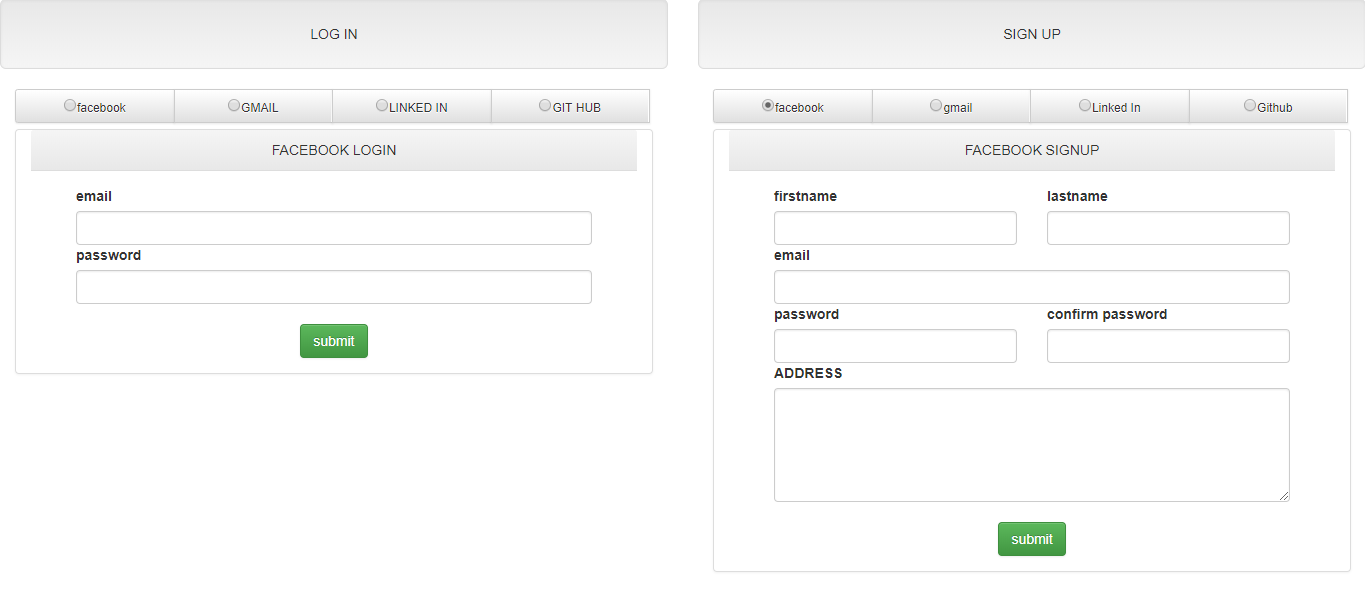 LOG IN
facebook GMAIL LINKED IN GIT HUB
FACEBOOK LOGIN
email
password
submit
SIGN UP
facebook gmail Linked In Github
FACEBOOK SIGNUP
firstname lastname
email
password confirm password
ADDRESS
submit